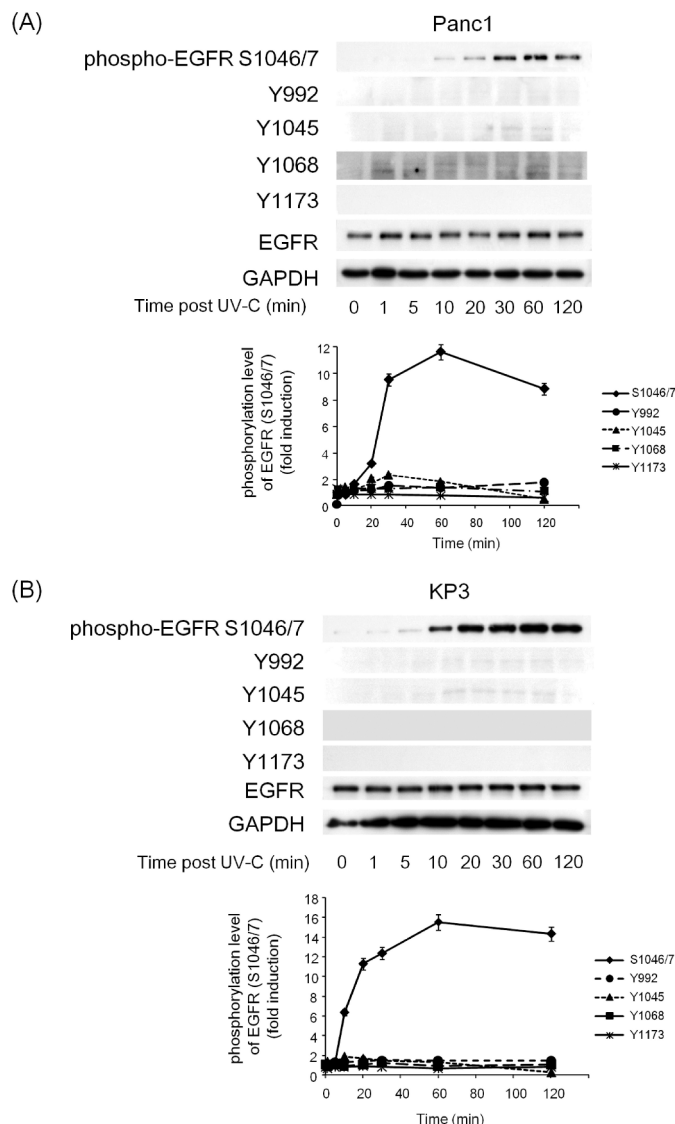 (A)
Panc1
phospho-EGFR S1046/7
Y992
Y1045
Y1068
Y1173
EGFR
GAPDH
Time post UV-C (min) 0 1 5 10 20 30 60 120
phosphorylation level
of EGFR (S1046/7)
(fold induction)
12
10
8
6
4
2
0
0 20 40 60 80 100 120
Time (min)
S1046/7
Y992
Y1045
Y1068
Y1173
(B)
KP3
phospho-EGFR S1046/7
Y992
Y1045
Y1068
Y1173
EGFR
GAPDH
Time post UV-C (min) 0 1 5 10 20 30 60 120
phosphorylation level
of EGFR (S1046/7)
(fold induction)
18
16
14
12
10
8
6
4
2
0
0 20 40 60 80 100 120
Time (min)
S1046/7
Y992
Y1045
Y1068
Y1173